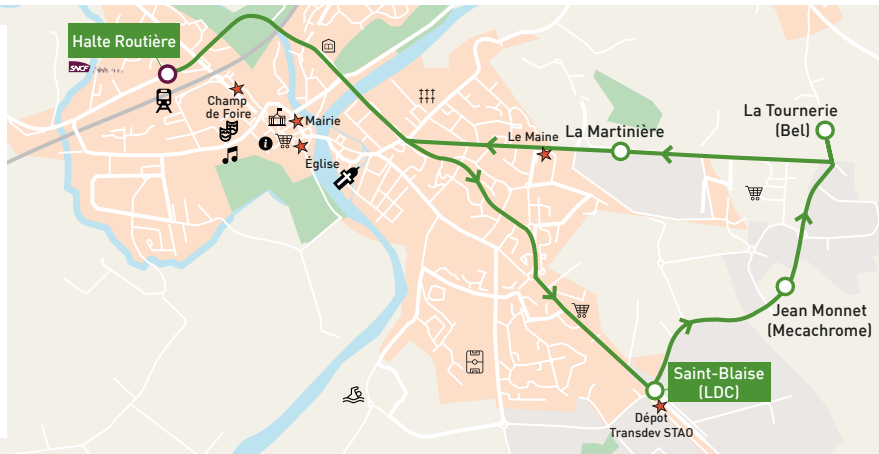 Halte Routière
SNCF
Champ
de Foire
Mairie
i
Église
Le Maine
La Martinière
La Tournerie
(Bel)
Jean Monnet
(Mecachrome)
Saint-Blaise
(LDC)
Dépôt
Transdev STAO